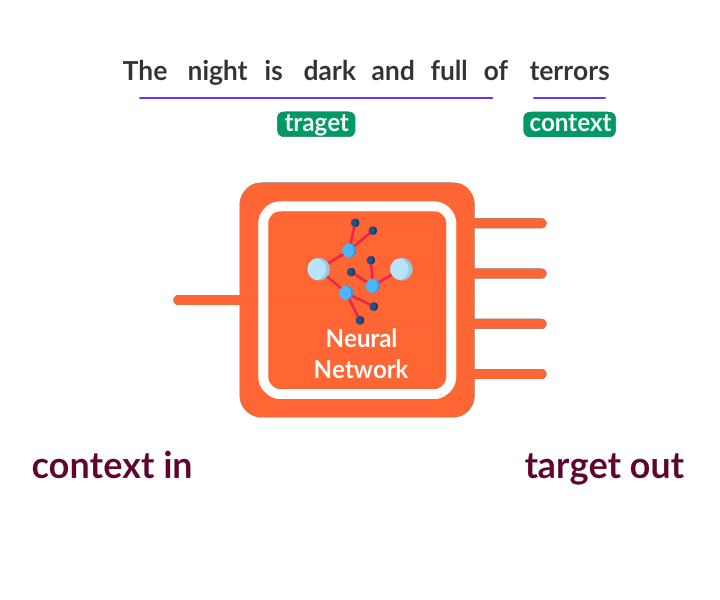 The night is dark and full of terrors
traget context
Neural
Network
context in target out